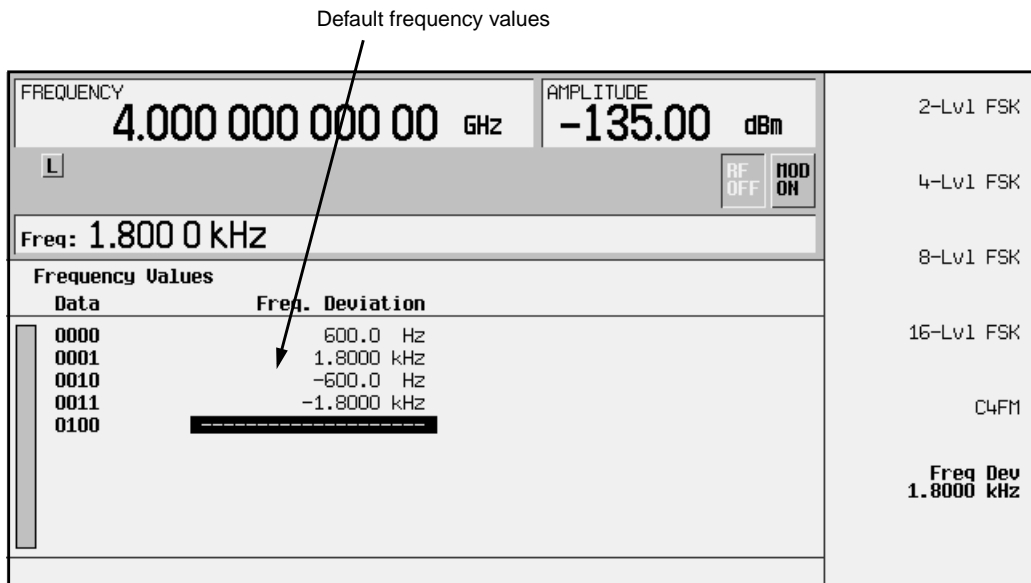 Default frequency values
FREQUENCY
4.000 000 000 00 GHz
AMPLITUDE
-135.00 dBm
L
RF OFF
MOD ON
Freq: 1.800 0 kHz
Frequency Values
Data Freq. Deviation
0000 600.0 Hz
0001 1.8000 kHz
0010 -600.0 Hz
0011 -1.8000 kHz
0100 --------------------
2-Lvl FSK
4-Lvl FSK
8-Lvl FSK
16-Lvl FSK
C4FM
Freq Dev
1.8000 kHz